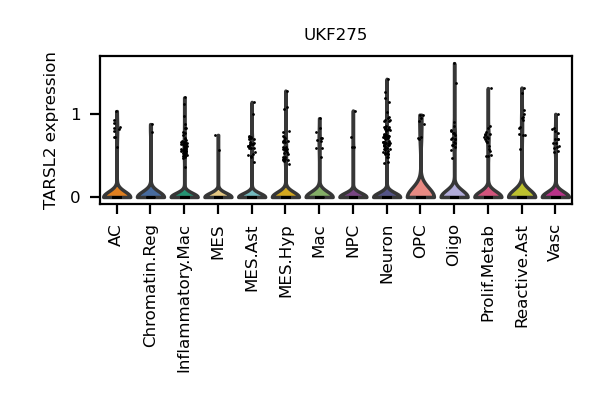 UKF275
TARSL2 expression
1
0
AC
Chromatin.Reg
Inflammatory.Mac
MES
MES.Ast
MES.Hyp
Mac
NPC
Neuron
OPC
Oligo
Prolif.Metab
Reactive.Ast
Vasc